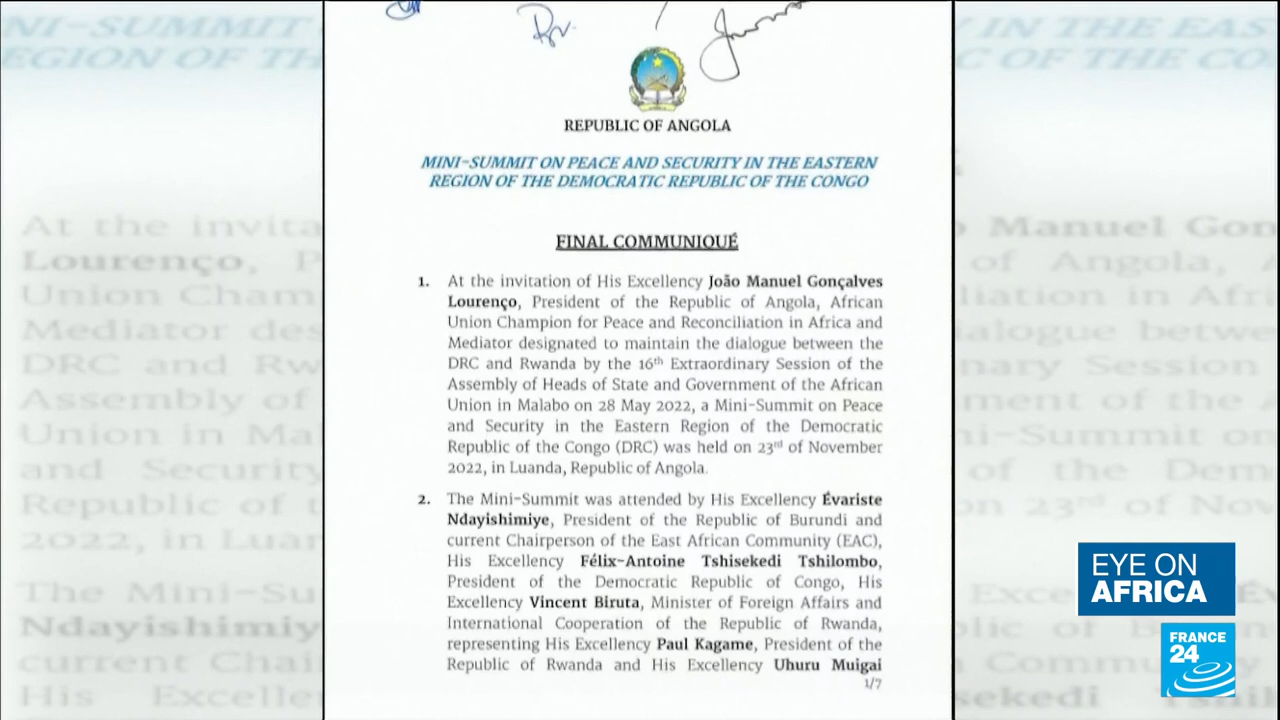 REPUBLIC OF ANGOLA
MINI-SUMMIT ON PEACE AND SECURITY IN THE EASTERN
REGION OF THE DEMOCRATIC REPUBLIC OF THE CONGO
FINAL COMMUNIQUÉ
1. At the invitation of His Excellency João Manuel Gonçalves
Lourenço, President of the Republic of Angola, African
Union Champion for Peace and Reconciliation in Africa and
Mediator designated to maintain the dialogue between the
DRC and Rwanda by the 16th Extraordinary Session of the
Assembly of Heads of State and Government of the African
Union in Malabo on 28 May 2022, a Mini-Summit on Peace
and Security in the Eastern Region of the Democratic
Republic of the Congo (DRC) was held on 23rd of November
2022, in Luanda, Republic of Angola.
2. The Mini-Summit was attended by His Excellency Évariste
Ndayishimiye, President of the Republic of Burundi and
current Chairperson of the East African Community (EAC),
His Excellency Félix-Antoine Tshisekedi Tshilombo,
President of the Democratic Republic of Congo, His
Excellency Vincent Biruta, Minister of Foreign Affairs and
International Cooperation of the Republic of Rwanda,
representing His Excellency Paul Kagame, President of the
Republic of Rwanda and His Excellency Uhuru Muigai
1/7
EYE ON
AFRICA
FRANCE
24